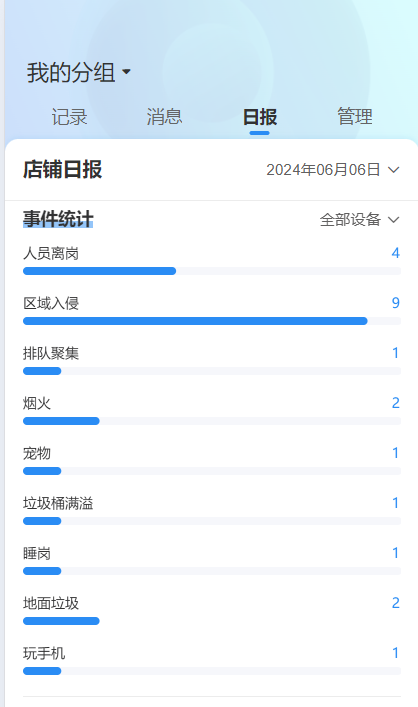 我的分组
记录 消息 日报 管理
店铺日报 2024年06月06日
事件统计 全部设备
人员离岗 4
区域入侵 9
排队聚集 1
烟火 2
宠物 1
垃圾桶满溢 1
睡岗 1
地面垃圾 2
玩手机 1